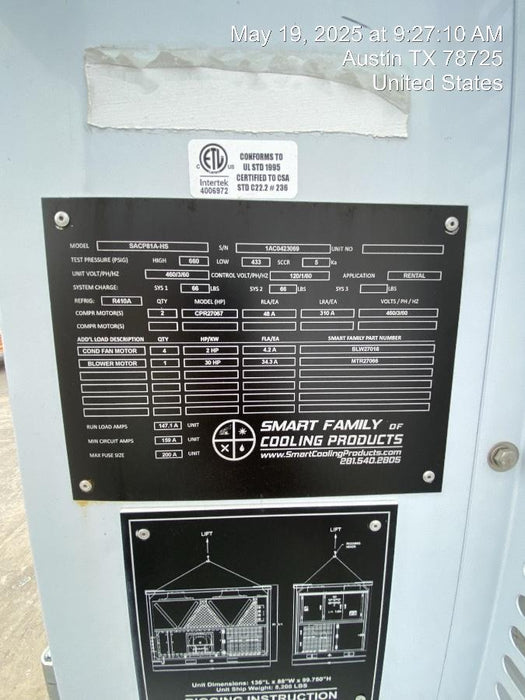 May 19, 2025 at 9:27:10 AM
Austin TX 78725
United States
ETL
C US
Intertek
4006972
CONFORMS TO
UL STD 1995
CERTIFIED TO CSA
STD C22.2 # 236
MODEL SACP81A-HS S/N 1AC0423069 UNIT NO
TEST PRESSURE (PSIG) HIGH 660 LOW 433 SCCR 5 Ka
UNIT VOLT/PH/HZ 460/3/60 CONTROL VOLT/PH/HZ 120/1/60 APPLICATION RENTAL
SYSTEM CHARGE: SYS 1 66 LBS SYS 2 66 LBS SYS 3 LBS
REFRIG: R410A QTY MODEL (HP) RLA/EA LRA/EA VOLTS / PH / HZ
COMPR MOTOR(S) 2 CPR27067 48 A 310 A 460/3/60
COMPR MOTOR(S)
ADD'L LOAD DESCRIPTION QTY HP/KW FLA/EA SMART FAMILY PART NUMBER
COND FAN MOTOR 4 2 HP 4.2 A BLW27018
BLOWER MOTOR 1 30 HP 34.3 A MTR27066
RUN LOAD AMPS 147.1 A UNIT
MIN CIRCUIT AMPS 159 A UNIT
MAX FUSE SIZE 200 A UNIT
SMART FAMILY OF
COOLING PRODUCTS
www.SmartCoolingProducts.com
281.540.2805
LIFT LIFT
Unit Dimensions: 136"L x 88"W x 99.750"H
Unit Ship Weight: 8,200 LBS
RIGGING INSTRUCTION